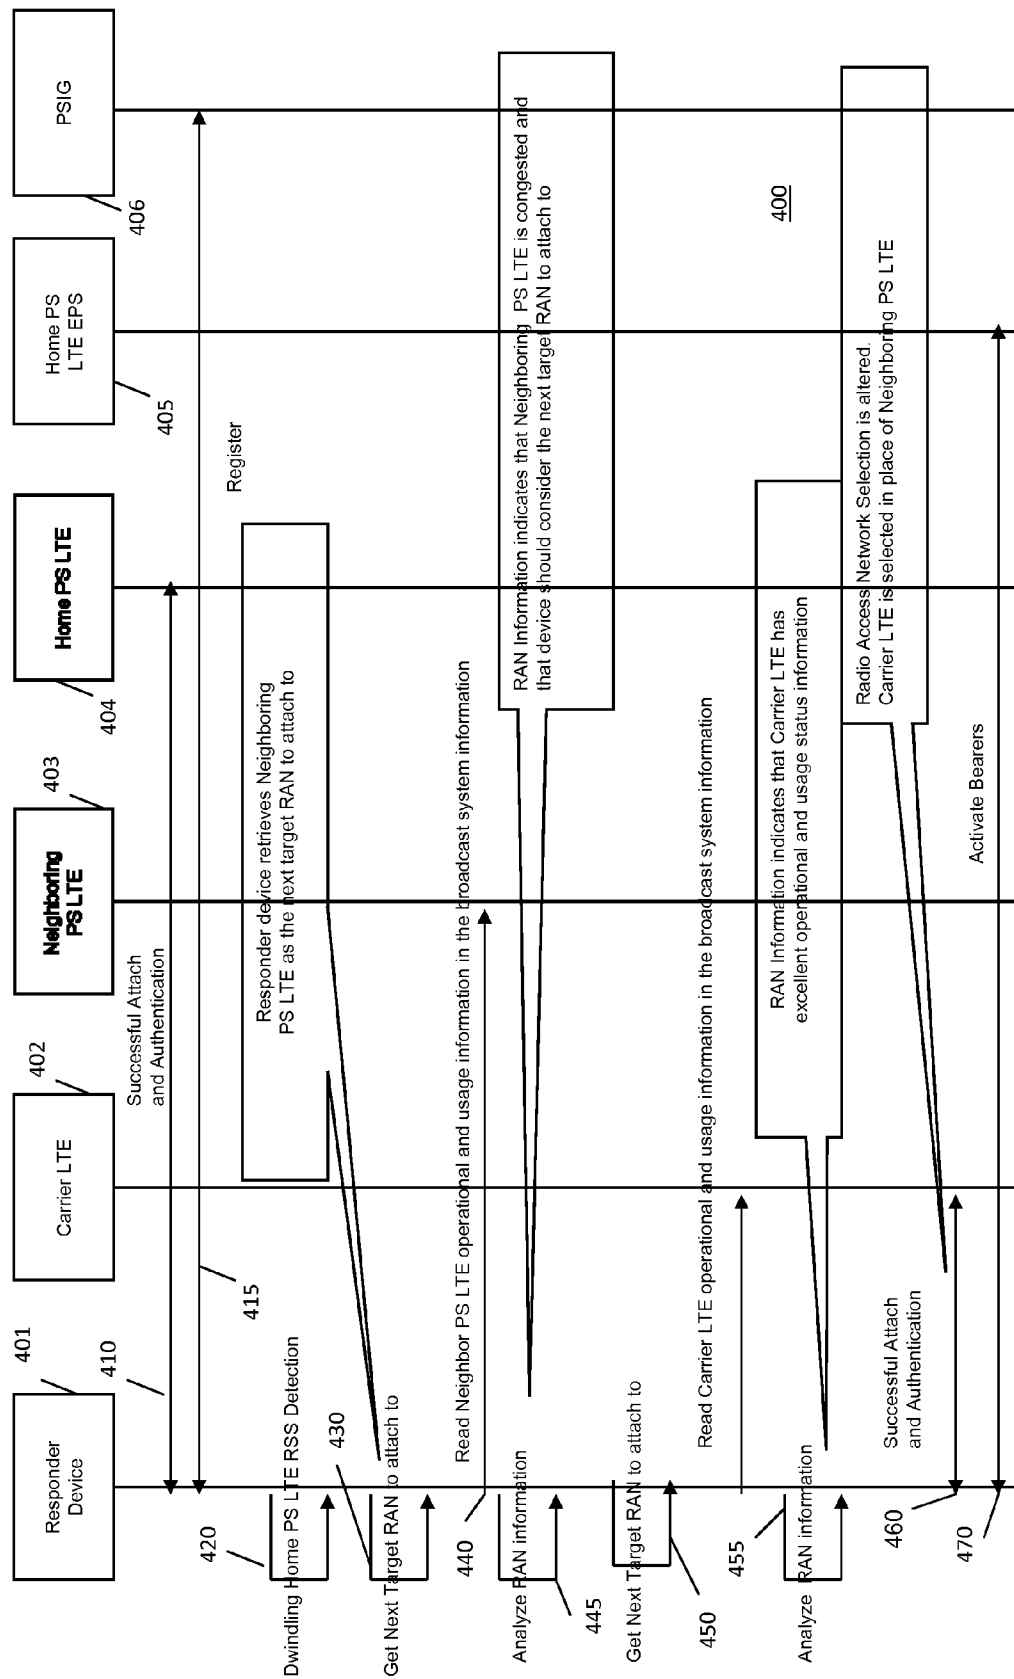 Responder
Device
401
Carrier LTE
402
Neighboring
PS LTE
403
Home PS LTE
404
Home PS
LTE EPS
405
PSIG
406
410
Successful Attach
and Authentication
415
Register
420
Dwindling Home PS LTE RSS Detection
Responder device retrieves Neighboring
PS LTE as the next target RAN to attach to
430
Get Next Target RAN to attach to
440
Read Neighbor PS LTE operational and usage information in the broadcast system information
Analyze RAN information
445
RAN Information indicates that Neighboring PS LTE is congested and
that device should consider the next target RAN to attach to
Get Next Target RAN to attach to
450
Read Carrier LTE operational and usage information in the broadcast system information
455
Analyze RAN information
RAN Information indicates that Carrier LTE has
excellent operational and usage status information
400
Radio Access Network Selection is altered.
Carrier LTE is selected in place of Neighboring PS LTE
Successful Attach
and Authentication
460
Activate Bearers
470